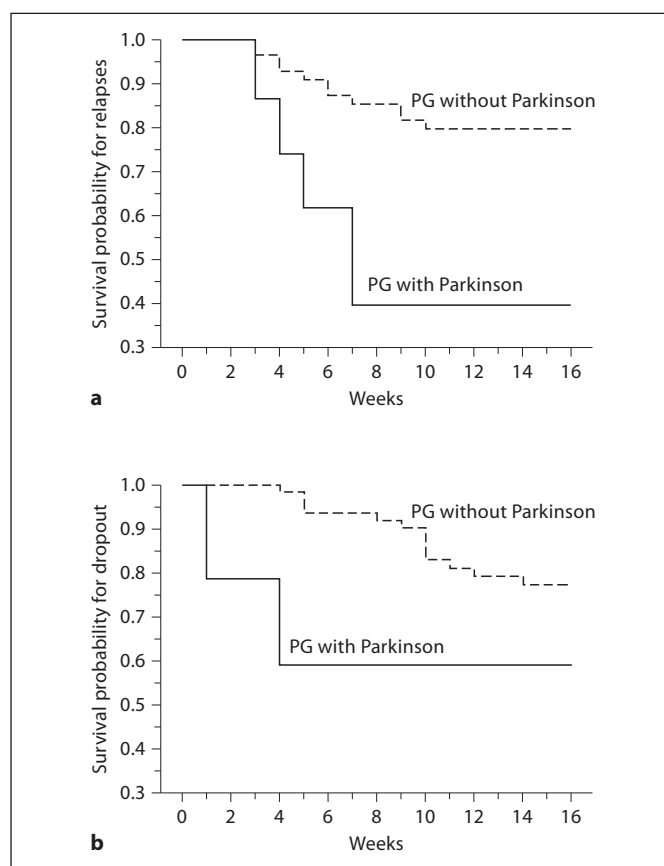 1.0
0.9
0.8
0.7
0.6
0.5
0.4
0.3
Survival probability for relapses
PG without Parkinson
PG with Parkinson
0 2 4 6 8 10 12 14 16
Weeks
a
1.0
0.9
0.8
0.7
0.6
0.5
0.4
0.3
Survival probability for dropout
PG without Parkinson
PG with Parkinson
0 2 4 6 8 10 12 14 16
Weeks
b